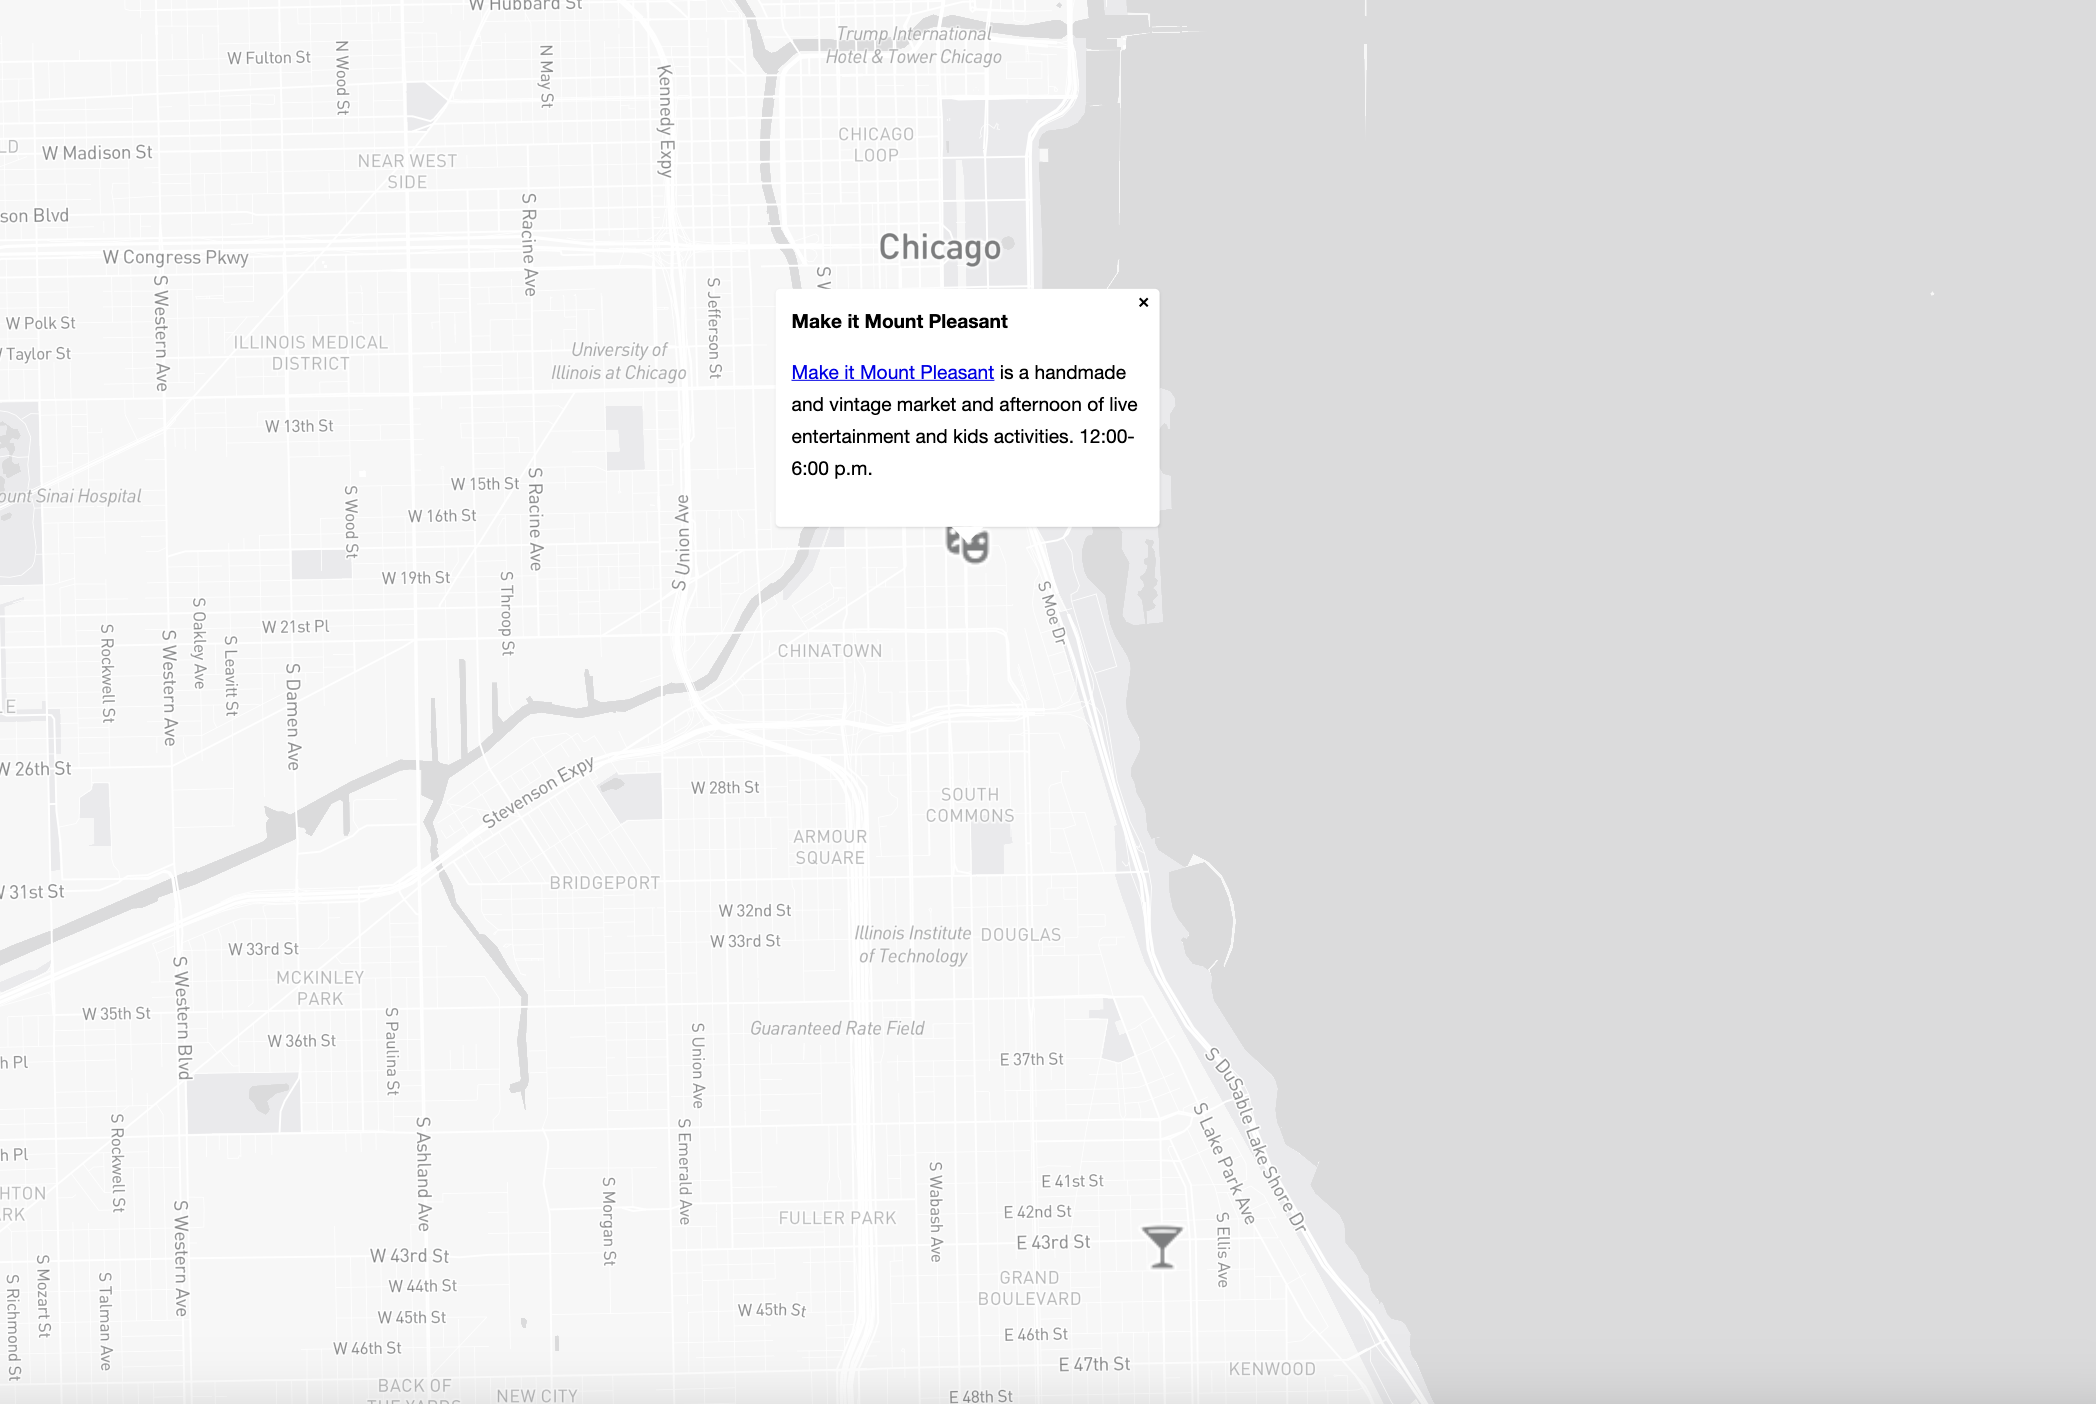 W Hubbard St
Trump International
Hotel & Tower Chicago
W Fulton St
N Wood St
N May St
Kennedy Expy
CHICAGO
LOOP
LD
W Madison St
NEAR WEST
SIDE
S Racine Ave
son Blvd
Chicago
W Congress Pkwy
S Western Ave
S Jefferson St
S W
W Polk St
W Taylor St
ILLINOIS MEDICAL
DISTRICT
University of
Illinois at Chicago
×
Make it Mount Pleasant
Make it Mount Pleasant is a handmade
and vintage market and afternoon of live
entertainment and kids activities. 12:00-
6:00 p.m.
W 13th St
W 15th St
S Racine Ave
ount Sinai Hospital
S Wood St
W 16th St
S Union Ave
W 19th St
S Throop St
S Moe Dr
S Oakley Ave
S Rockwell St
S Western Ave
S Leavitt St
W 21st Pl
CHINATOWN
S Damen Ave
LE
W 26th St
Stevenson Expy
W 28th St
SOUTH
COMMONS
ARMOUR
SQUARE
W 31st St
BRIDGEPORT
W 32nd St
W 33rd St
Illinois Institute
of Technology
DOUGLAS
W 33rd St
S Western Blvd
MCKINLEY
PARK
W 35th St
S Paulina St
W 36th St
S Union Ave
Guaranteed Rate Field
E 37th St
h Pl
S DuSable Lake Shore Dr
S Lake Park Ave
S Rockwell St
S Ashland Ave
S Emerald Ave
h Pl
S Wabash Ave
E 41st St
HTON
RK
S Western Ave
S Morgan St
FULLER PARK
E 42nd St
S Ellis Ave
W 43rd St
E 43rd St
S Richmond St
S Mozart St
S Talman Ave
W 44th St
GRAND
BOULEVARD
W 45th St
W 45th St
W 46th St
E 46th St
E 47th St
KENWOOD
BACK OF
THE YARDS
NEW CITY
E 48th St